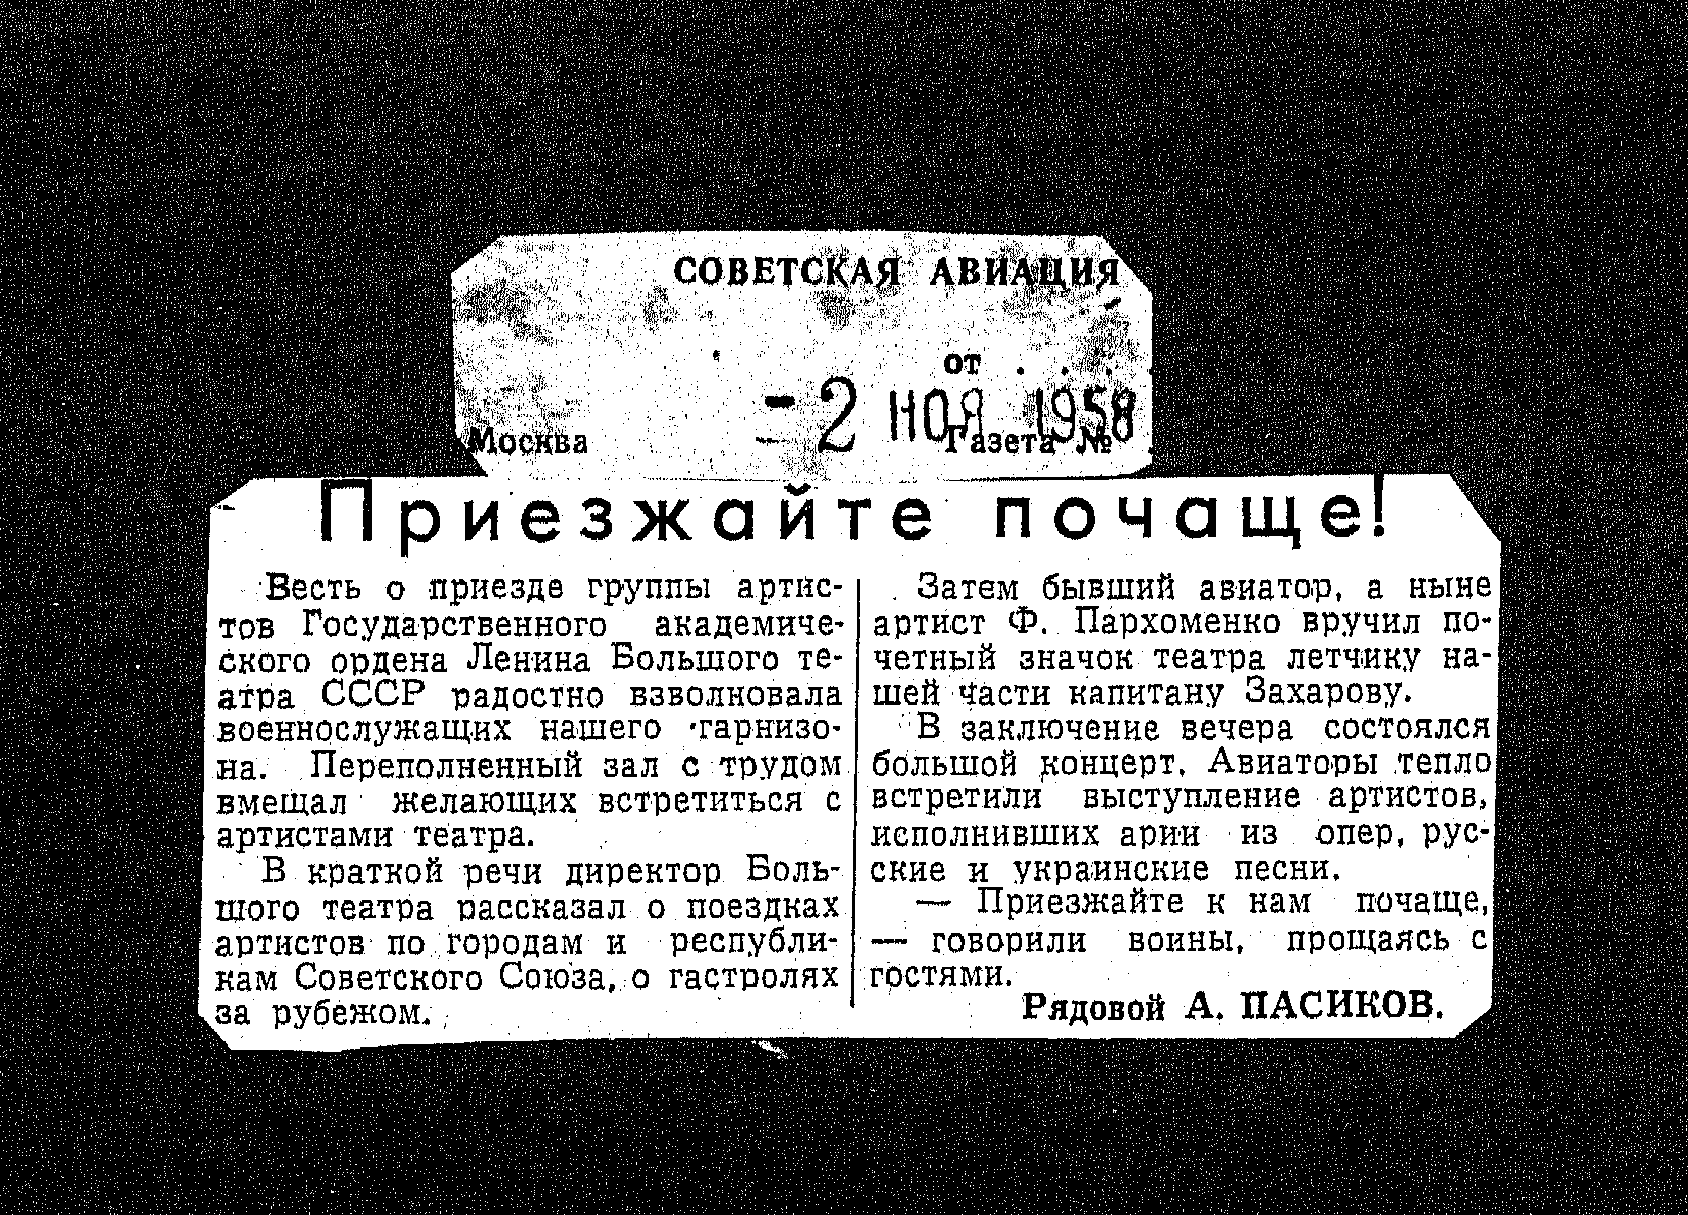 СОВЕТСКАЯ АВИАЦИЯ
от . . . .
- 2 НОЯ 1958
Москва Газета №
Приезжайте почаще!
Весть о приезде группы артис-
тов Государственного академиче-
ского ордена Ленина Большого те-
атра СССР радостно взволновала
военнослужащих нашего гарнизо-
на. Переполненный зал с трудом
вмещал желающих встретиться с
артистами театра.
В краткой речи директор Боль-
шого театра рассказал о поездках
артистов по городам и республи-
кам Советского Союза, о гастролях
за рубежом.
Затем бывший авиатор, а ныне
артист Ф. Пархоменко вручил по-
четный значок театра летчику на-
шей части капитану Захарову.
В заключение вечера состоялся
большой концерт. Авиаторы тепло
встретили выступление артистов,
исполнивших арии из опер, рус-
ские и украинские песни.
— Приезжайте к нам почаще,
— говорили воины, прощаясь с
гостями.
Рядовой А. ПАСИКОВ.